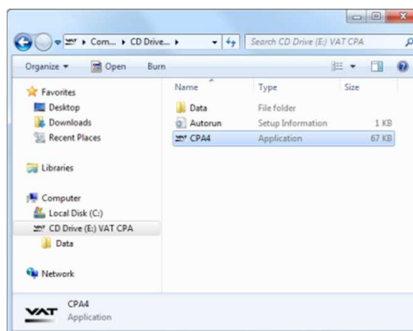 Com... CD Drive... Search CD Drive (E:) VAT CPA
Organize Open Burn
Name Type Size
Favorites
Desktop
Downloads
Recent Places
Libraries
Computer
Local Disk (C:)
CD Drive (E:) VAT CPA
Data
Network
Data File folder
Autorun Setup Information 1 KB
CPA4 Application 67 KB
VAT
CPA4
Application